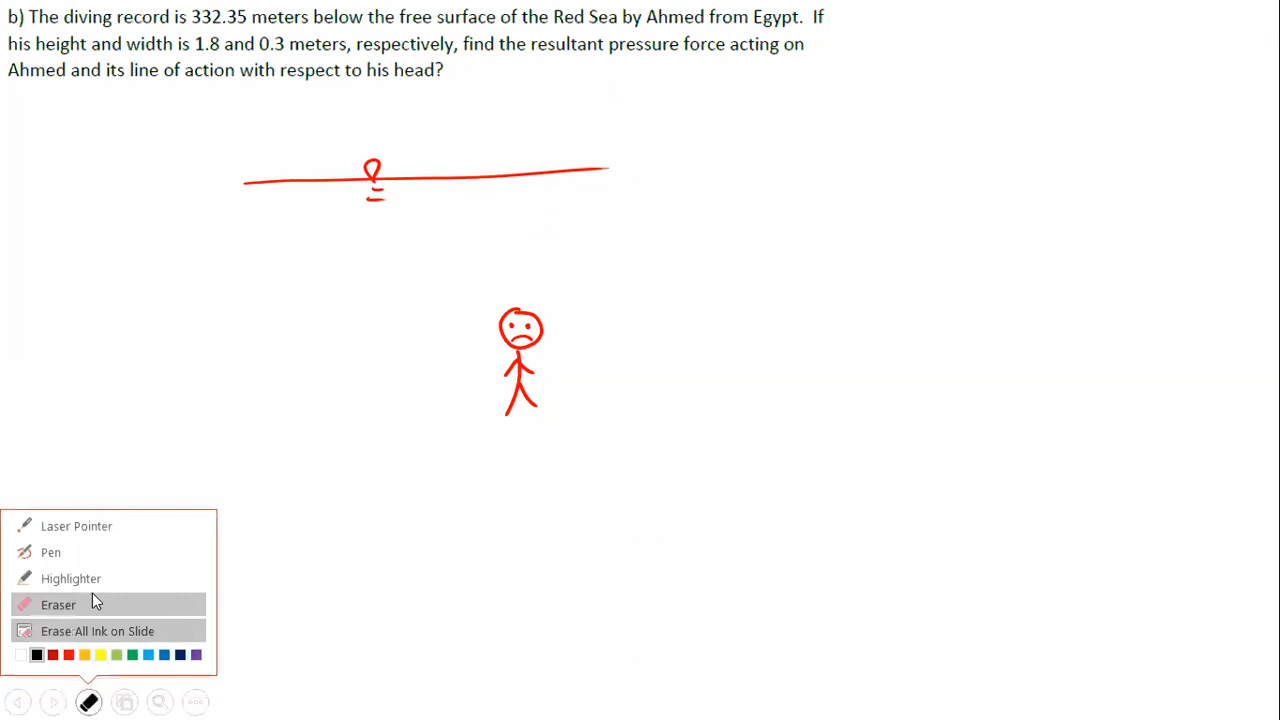 b) The diving record is 332.35 meters below the free surface of the Red Sea by Ahmed from Egypt. If
his height and width is 1.8 and 0.3 meters, respectively, find the resultant pressure force acting on
Ahmed and its line of action with respect to his head?
Laser Pointer
Pen
Highlighter
Eraser
Erase All Ink on Slide